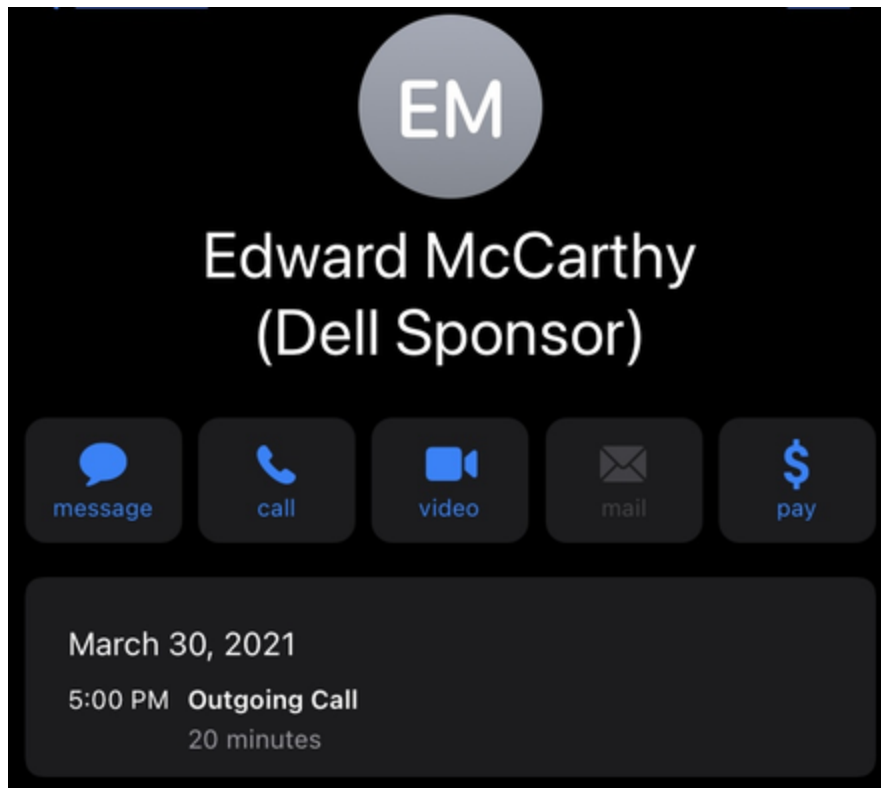 EM
Edward McCarthy
(Dell Sponsor)
message call video mail pay
March 30, 2021
5:00 PM Outgoing Call
20 minutes